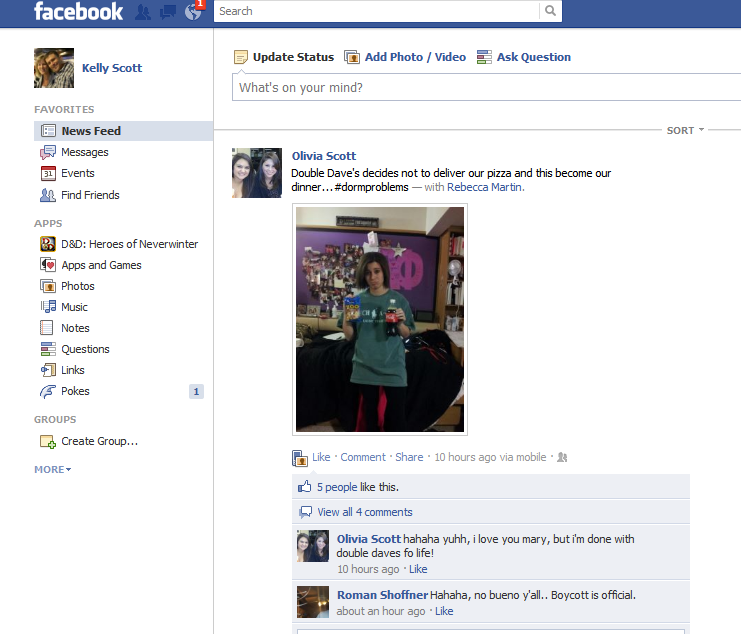 facebook
1
Search
Kelly Scott
Update Status Add Photo / Video Ask Question
What's on your mind?
FAVORITES
News Feed
Messages
31 Events
Find Friends
APPS
D&D: Heroes of Neverwinter
Apps and Games
Photos
Music
Notes
Questions
Links
Pokes 1
GROUPS
Create Group...
MORE
SORT
Olivia Scott
Double Dave's decides not to deliver our pizza and this become our
dinner...#dormproblems — with Rebecca Martin.
Like · Comment · Share · 10 hours ago via mobile ·
5 people like this.
View all 4 comments
Olivia Scott hahaha yuhh, i love you mary, but i'm done with
double daves fo life!
10 hours ago · Like
Roman Shoffner Hahaha, no bueno y'all.. Boycott is official.
about an hour ago · Like